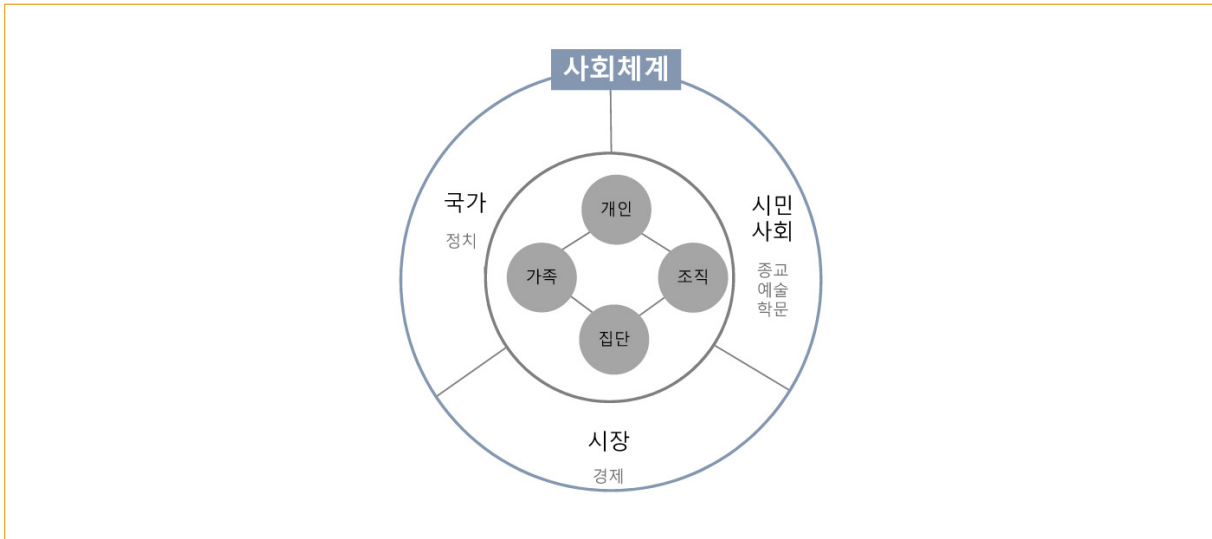 사회체계
국가
정치
시민
사회
종교
예술
학문
개인
가족
조직
집단
시장
경제